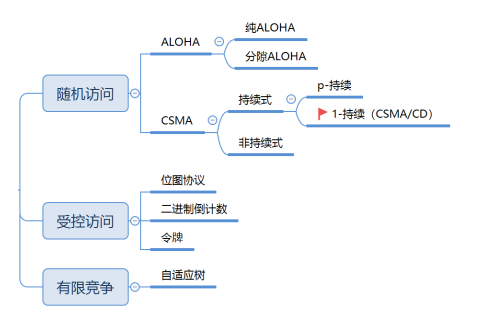 随机访问
ALOHA
纯ALOHA
分隙ALOHA
CSMA
持续式
p-持续
1-持续（CSMA/CD）
非持续式
受控访问
位图协议
二进制倒计数
令牌
有限竞争
自适应树